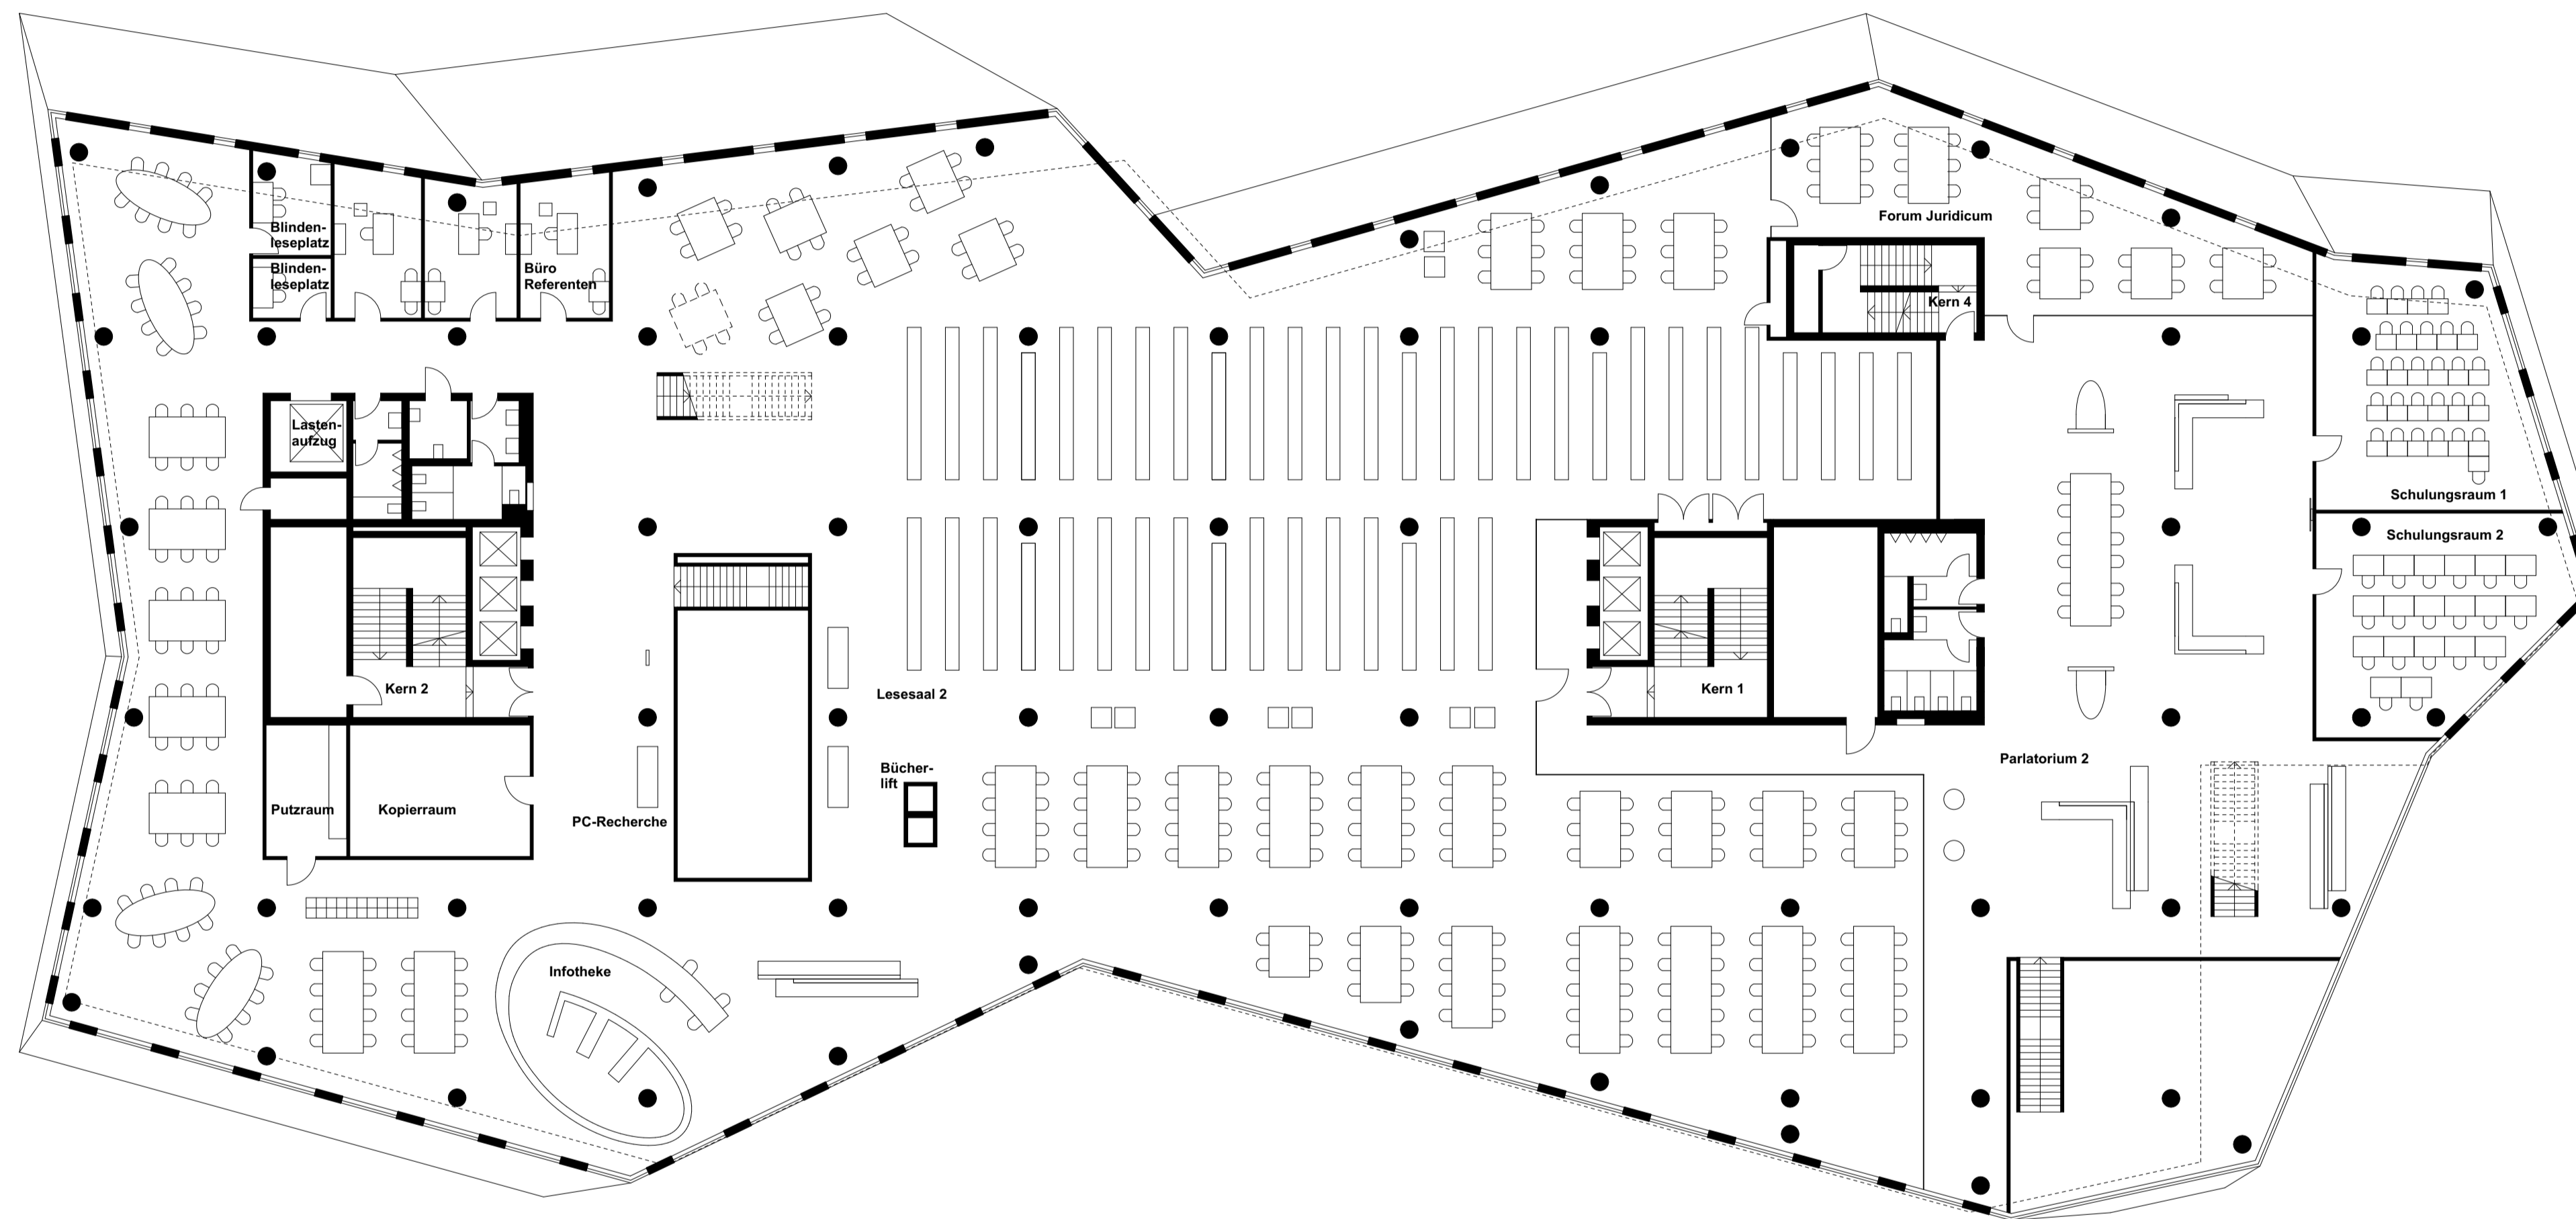 Forum Juridicum
Blinden-
leseplatz
Blinden-
leseplatz
Büro
Referenten
Kern 4
Lasten-
aufzug
Schulungsraum 1
Schulungsraum 2
Kern 2
Lesesaal 2
Kern 1
Parlatorium 2
Bücher-
lift
Putzraum
Kopierraum
PC-Recherche
Infotheke